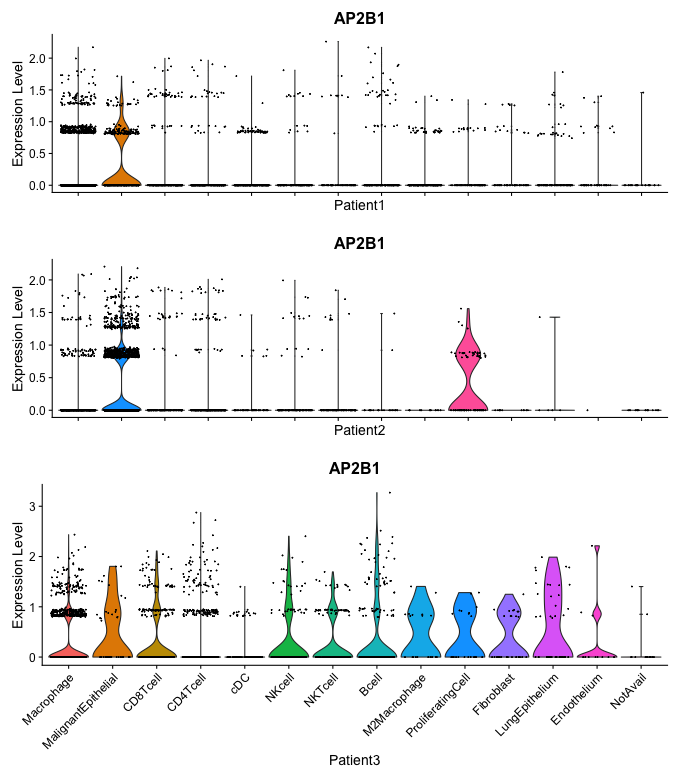 AP2B1
Expression Level
2.0
1.5
1.0
0.5
0.0
Patient1
AP2B1
Expression Level
2.0
1.5
1.0
0.5
0.0
Patient2
AP2B1
Expression Level
3
2
1
0
Macrophage
MalignantEpithelial
CD8Tcell
CD4Tcell
cDC
NKcell
NKTcell
Bcell
M2Macrophage
ProliferatingCell
Fibroblast
LungEpithelium
Endothelium
NotAvail
Patient3